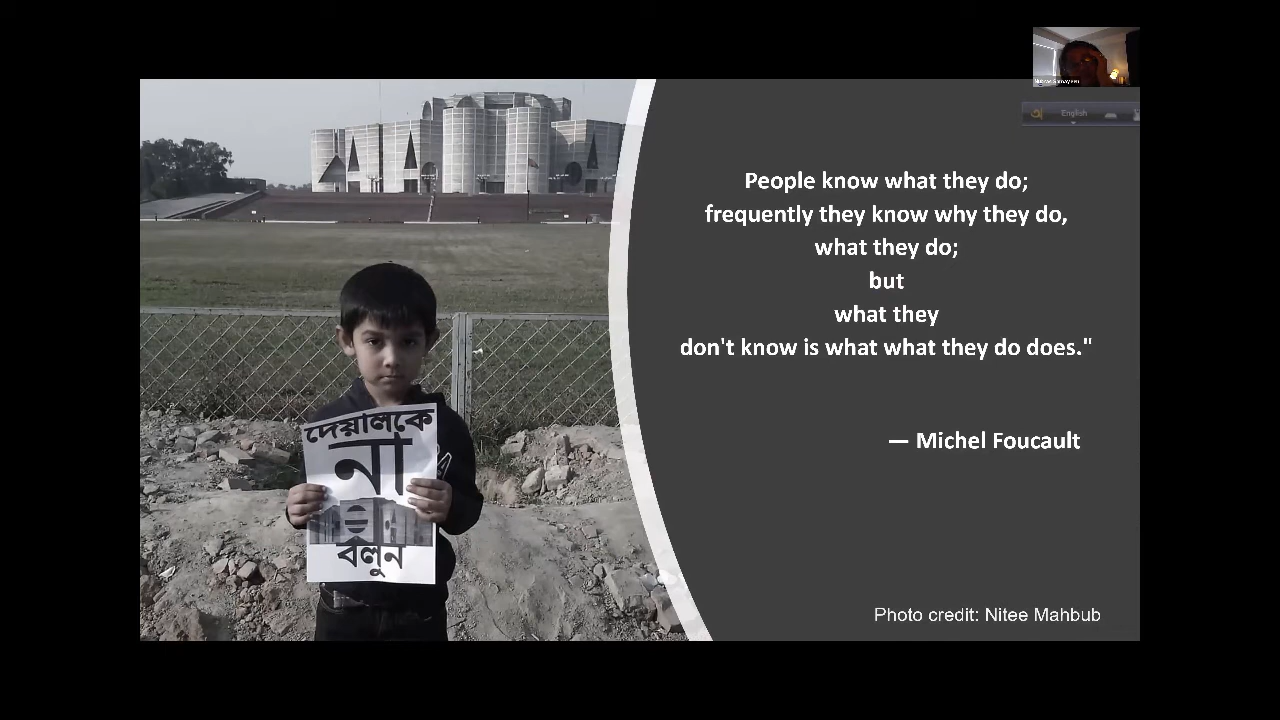 English
People know what they do;
frequently they know why they do,
what they do;
but
what they
don't know is what what they do does."
— Michel Foucault
দেয়ালকে
না
বলুন
Photo credit: Nitee Mahbub